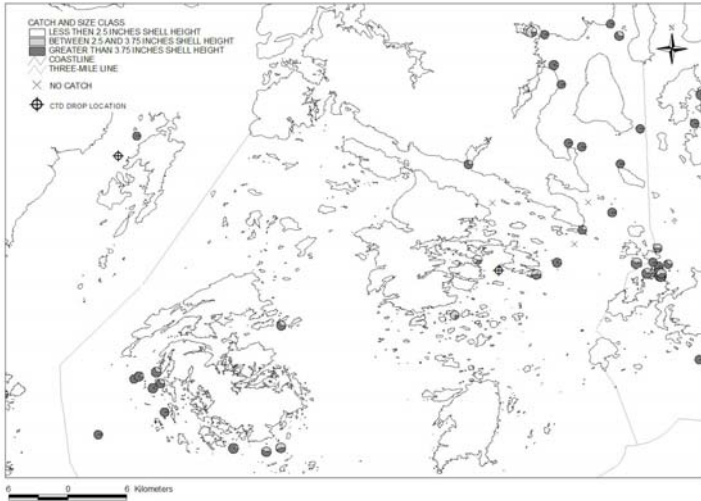 CATCH AND SIZE CLASS
LESS THEN 2.5 INCHES SHELL HEIGHT
BETWEEN 2.5 AND 3.75 INCHES SHELL HEIGHT
GREATER THAN 3.75 INCHES SHELL HEIGHT
COASTLINE
THREE-MILE LINE
NO CATCH
CTD DROP LOCATION
N
6 0 6 Kilometers